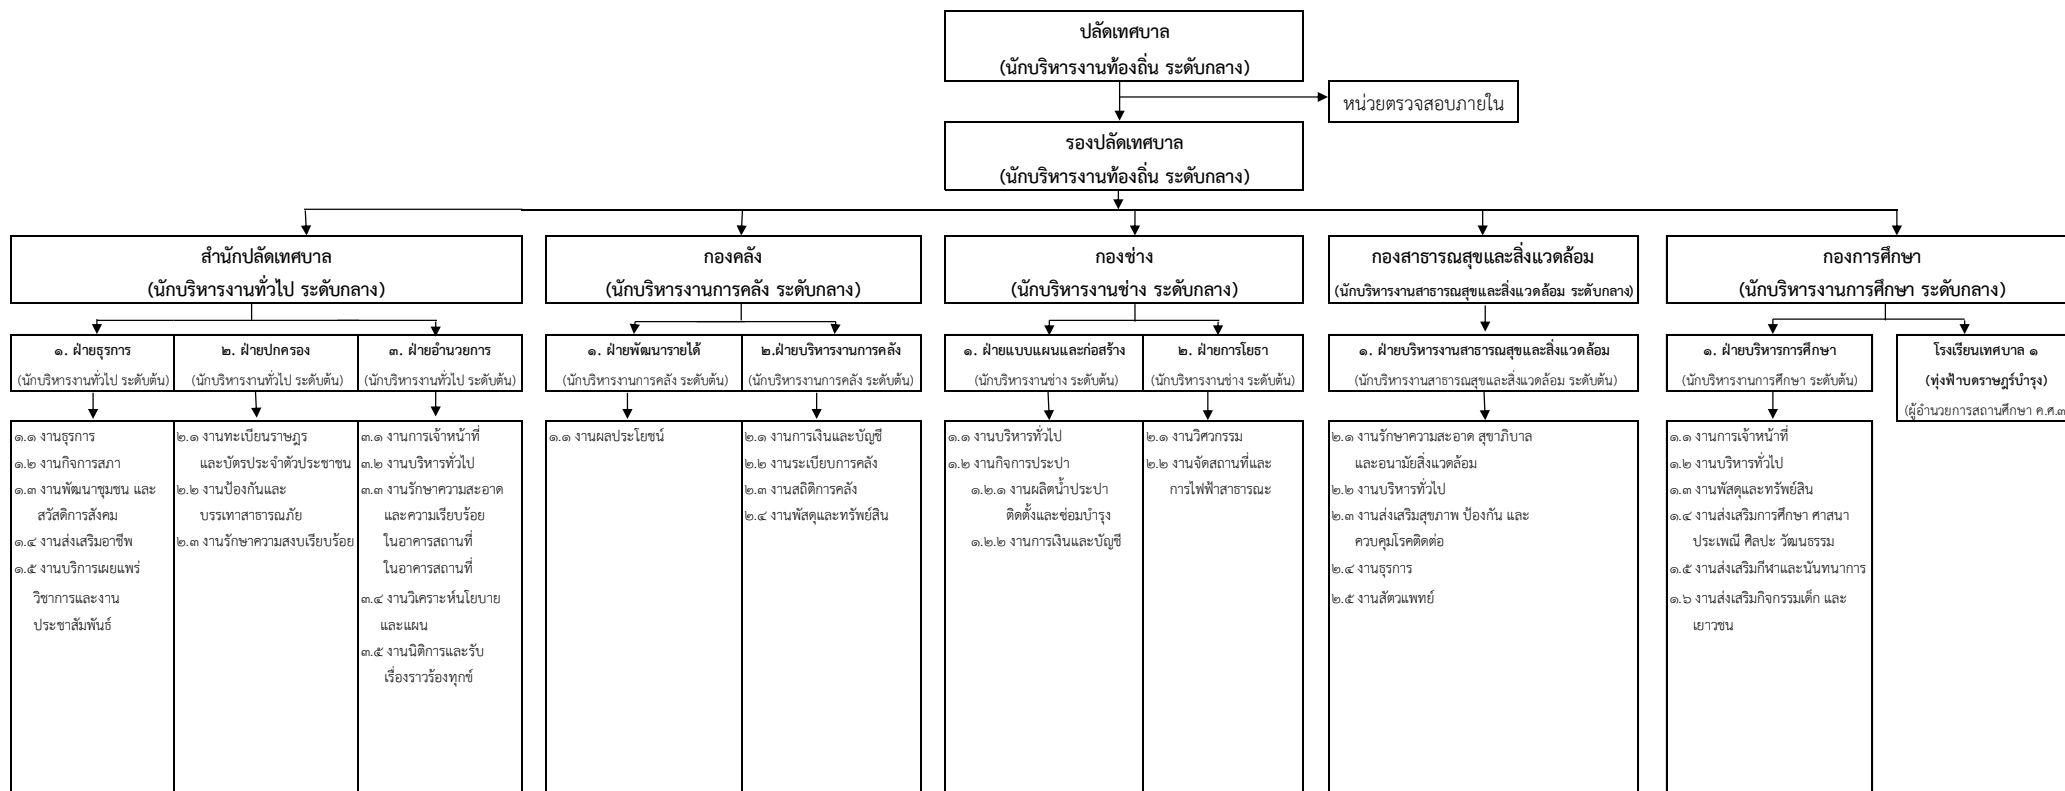 ปลัดเทศบาล
(นักบริหารงานท้องถิ่น ระดับกลาง)
หน่วยตรวจสอบภายใน
รองปลัดเทศบาล
(นักบริหารงานท้องถิ่น ระดับกลาง)
สำนักปลัดเทศบาล
(นักบริหารงานทั่วไป ระดับกลาง)
กองคลัง
(นักบริหารงานการคลัง ระดับกลาง)
กองช่าง
(นักบริหารงานช่าง ระดับกลาง)
กองสาธารณสุขและสิ่งแวดล้อม
(นักบริหารงานสาธารณสุขและสิ่งแวดล้อม ระดับกลาง)
กองการศึกษา
(นักบริหารงานการศึกษา ระดับกลาง)
๑. ฝ่ายธุรการ
(นักบริหารงานทั่วไป ระดับต้น)
๒. ฝ่ายปกครอง
(นักบริหารงานทั่วไป ระดับต้น)
๓. ฝ่ายอำนวยการ
(นักบริหารงานทั่วไป ระดับต้น)
๑. ฝ่ายพัฒนารายได้
(นักบริหารงานการคลัง ระดับต้น)
๒.ฝ่ายบริหารงานการคลัง
(นักบริหารงานการคลัง ระดับต้น)
๑. ฝ่ายแบบแผนและก่อสร้าง
(นักบริหารงานช่าง ระดับต้น)
๒. ฝ่ายการโยธา
(นักบริหารงานช่าง ระดับต้น)
๑. ฝ่ายบริหารงานสาธารณสุขและสิ่งแวดล้อม
(นักบริหารงานสาธารณสุขและสิ่งแวดล้อม ระดับต้น)
๑. ฝ่ายบริหารการศึกษา
(นักบริหารงานการศึกษา ระดับต้น)
โรงเรียนเทศบาล ๑
(ทุ่งฟ้าบดราษฎร์บำรุง)
(ผู้อำนวยการสถานศึกษา ค.ศ.๓
๑.๑ งานธุรการ
๑.๒ งานกิจการสภา
๑.๓ งานพัฒนาชุมชน และ
สวัสดิการสังคม
๑.๔ งานส่งเสริมอาชีพ
๑.๕ งานบริการเผยแพร่
วิชาการและงาน
ประชาสัมพันธ์
๒.๑ งานทะเบียนราษฎร
และบัตรประจำตัวประชาชน
๒.๒ งานป้องกันและ
บรรเทาสาธารณภัย
๒.๓ งานรักษาความสงบเรียบร้อย
๓.๑ งานการเจ้าหน้าที่
๓.๒ งานบริหารทั่วไป
๓.๓ งานรักษาความสะอาด
และความเรียบร้อย
ในอาคารสถานที่
ในอาคารสถานที่
๓.๔ งานวิเคราะห์นโยบาย
และแผน
๓.๕ งานนิติการและรับ
เรื่องราวร้องทุกข์
๑.๑ งานผลประโยชน์
๒.๑ งานการเงินและบัญชี
๒.๒ งานระเบียบการคลัง
๒.๓ งานสถิติการคลัง
๒.๔ งานพัสดุและทรัพย์สิน
๑.๑ งานบริหารทั่วไป
๑.๒ งานกิจการประปา
๑.๒.๑ งานผลิตน้ำประปา
ติดตั้งและซ่อมบำรุง
๑.๒.๒ งานการเงินและบัญชี
๒.๑ งานวิศวกรรม
๒.๒ งานจัดสถานที่และ
การไฟฟ้าสาธารณะ
๒.๑ งานรักษาความสะอาด สุขาภิบาล
และอนามัยสิ่งแวดล้อม
๒.๒ งานบริหารทั่วไป
๒.๓ งานส่งเสริมสุขภาพ ป้องกัน และ
ควบคุมโรคติดต่อ
๒.๔ งานธุรการ
๒.๕ งานสัตวแพทย์
๑.๑ งานการเจ้าหน้าที่
๑.๒ งานบริหารทั่วไป
๑.๓ งานพัสดุและทรัพย์สิน
๑.๔ งานส่งเสริมการศึกษา ศาสนา
ประเพณี ศิลปะ วัฒนธรรม
๑.๕ งานส่งเสริมกีฬาและนันทนาการ
๑.๖ งานส่งเสริมกิจกรรมเด็ก และ
เยาวชน